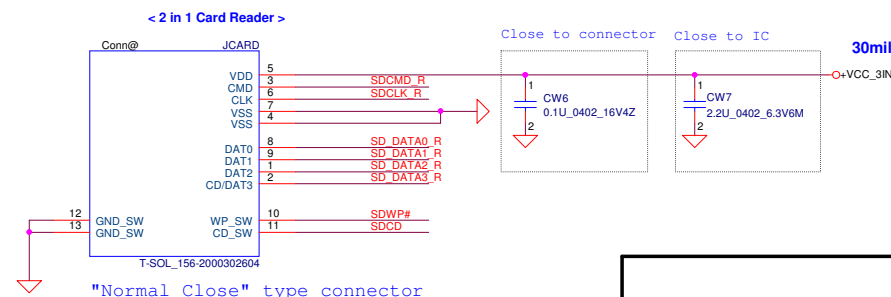 < 2 in 1 Card Reader >
Close to connector
Close to IC
30mil
Conn@
JCARD
VDD 5
CMD 3 SDCMD_R
CLK 6 SDCLK_R
VSS 7
VSS 4
DAT0 8 SD_DATA0_R
DAT1 9 SD_DATA1_R
DAT2 1 SD_DATA2_R
CD/DAT3 2 SD_DATA3_R
12 GND_SW WP_SW 10 SDWP#
13 GND_SW CD_SW 11 SDCD
T-SOL_156-2000302604
"Normal Close" type connector
1
CW6
0.1U_0402_16V4Z
2
1
CW7
2.2U_0402_6.3V6M
2
+VCC_3IN